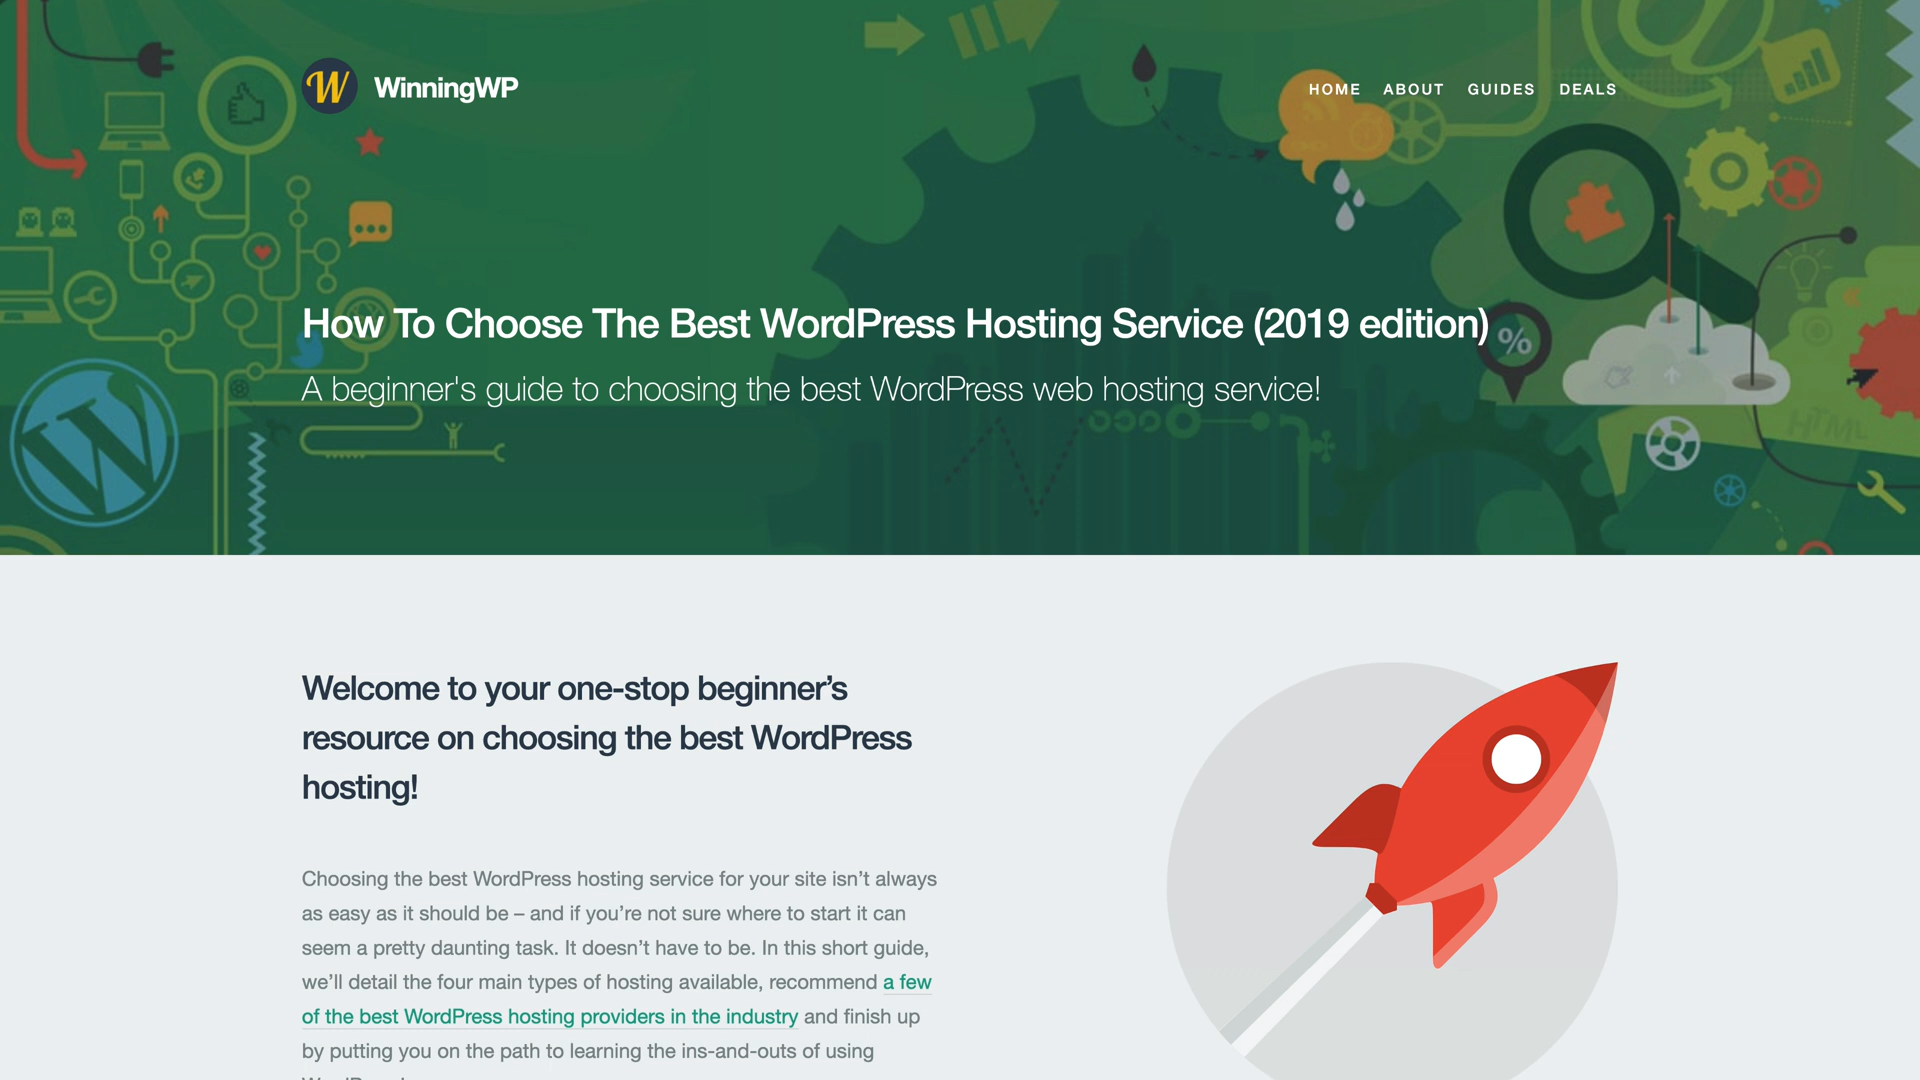 WinningWP
HOME ABOUT GUIDES DEALS
How To Choose The Best WordPress Hosting Service (2019 edition)
A beginner's guide to choosing the best WordPress web hosting service!
%
HTML
Welcome to your one-stop beginner’s
resource on choosing the best WordPress
hosting!
Choosing the best WordPress hosting service for your site isn’t always
as easy as it should be – and if you’re not sure where to start it can
seem a pretty daunting task. It doesn’t have to be. In this short guide,
we’ll detail the four main types of hosting available, recommend a few
of the best WordPress hosting providers in the industry and finish up
by putting you on the path to learning the ins-and-outs of using